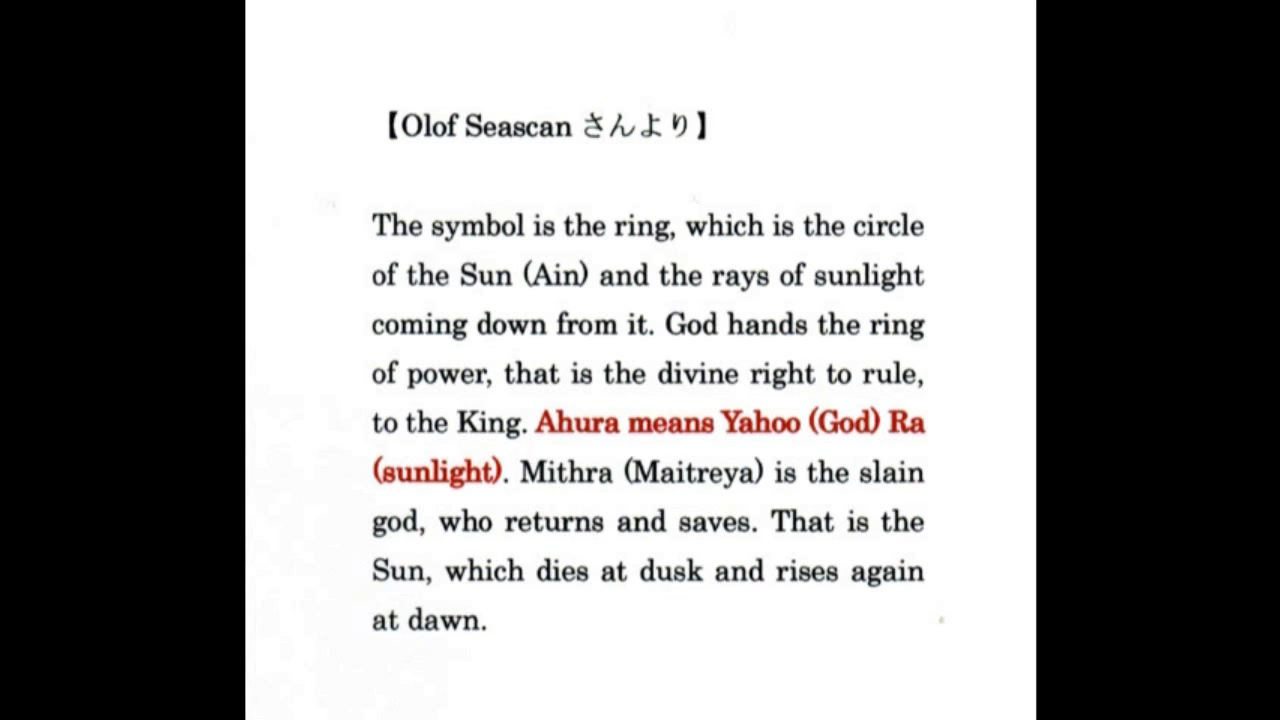 【Olof Seascan さんより】
The symbol is the ring, which is the circle
of the Sun (Ain) and the rays of sunlight
coming down from it. God hands the ring
of power, that is the divine right to rule,
to the King. Ahura means Yahoo (God) Ra
(sunlight). Mithra (Maitreya) is the slain
god, who returns and saves. That is the
Sun, which dies at dusk and rises again
at dawn.